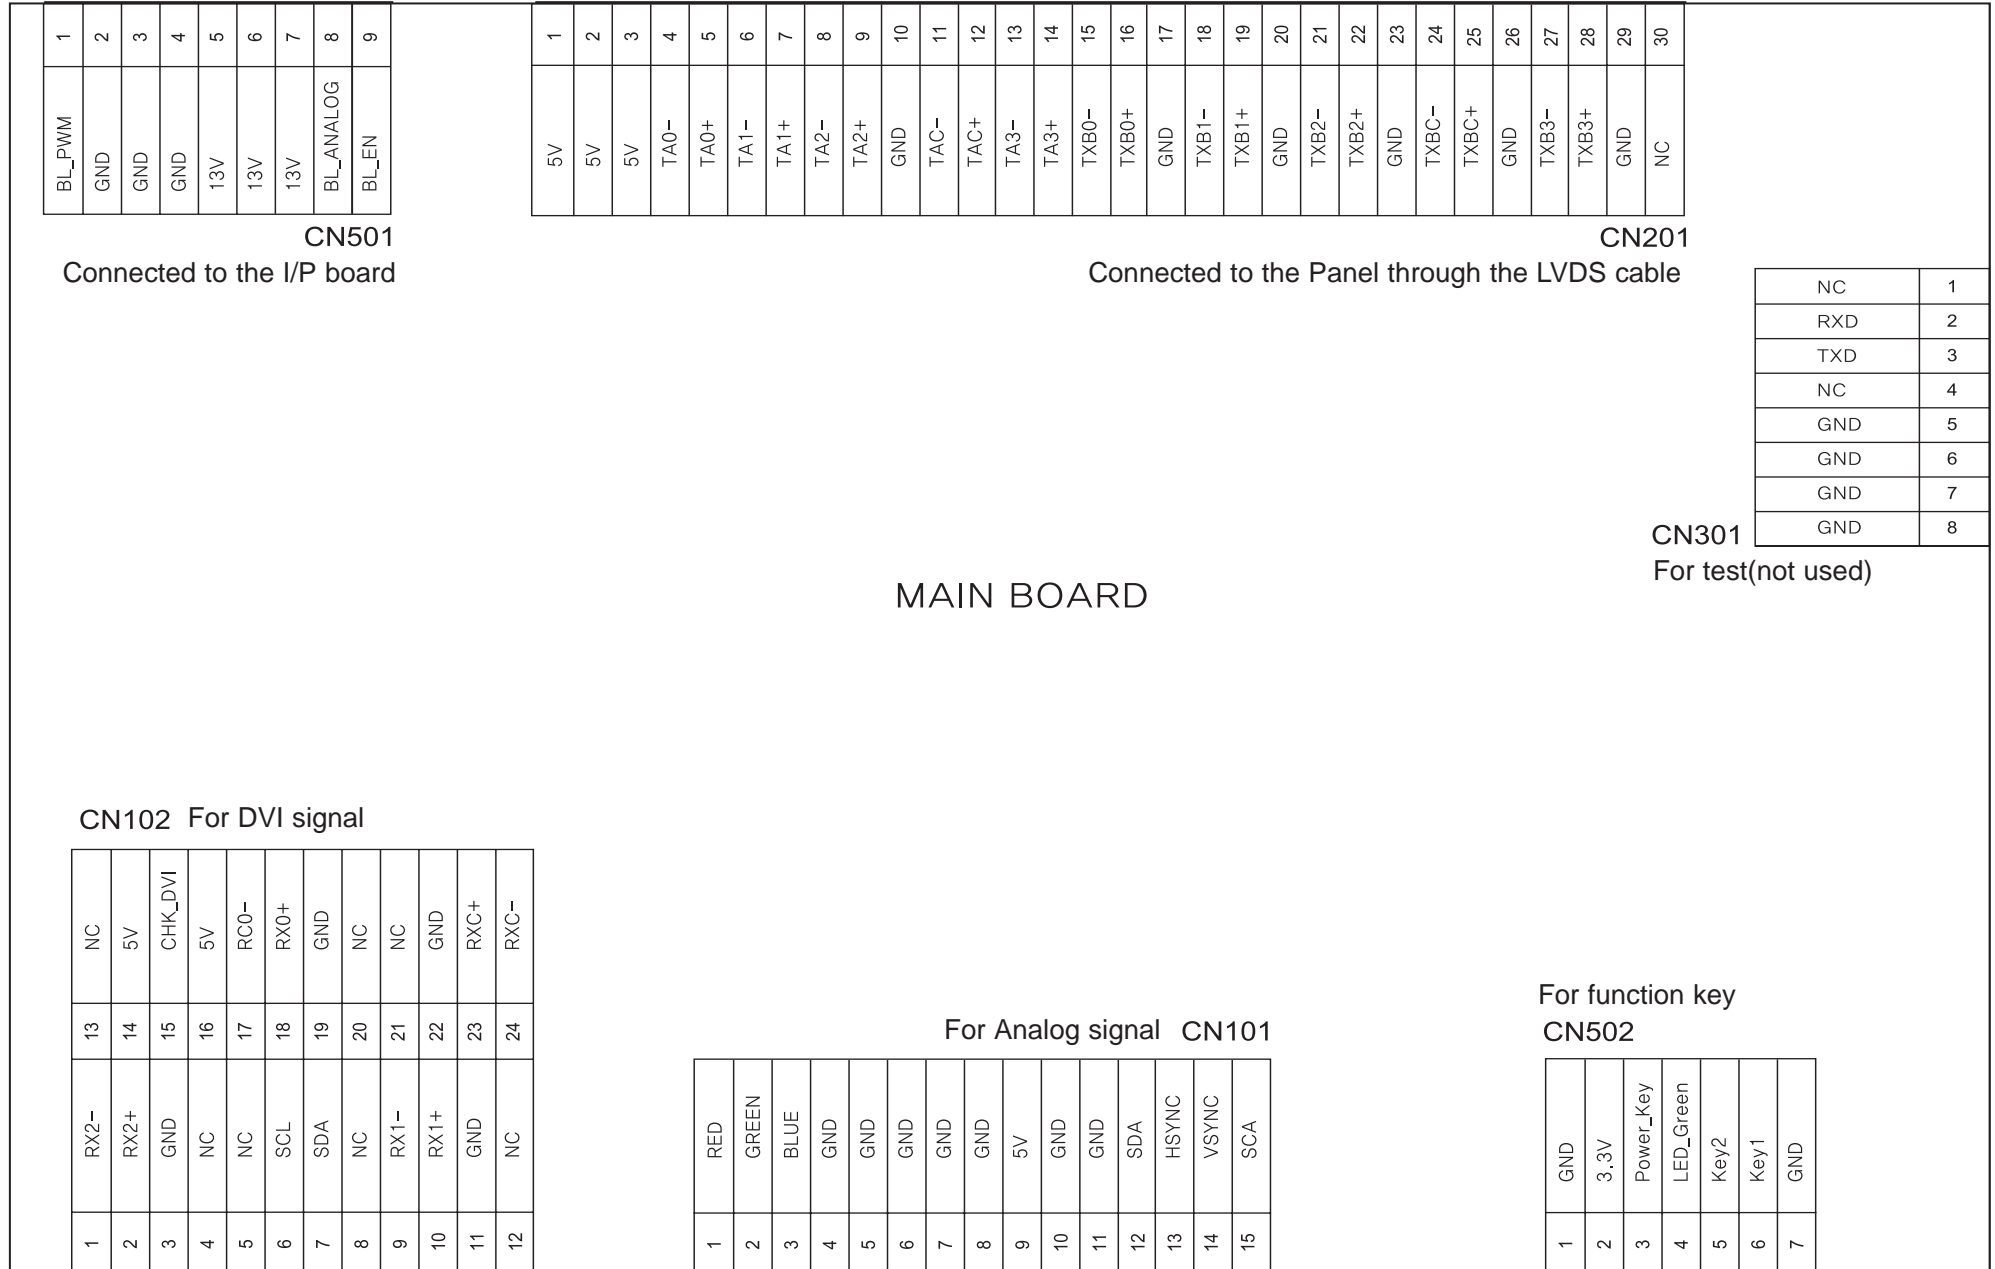 1 2 3 4 5 6 7 8 9
BL_PWM GND GND GND 13V 13V 13V BL_ANALOG BL_EN
CN501
Connected to the I/P board
1 2 3 4 5 6 7 8 9 10 11 12 13 14 15 16 17 18 19 20 21 22 23 24 25 26 27 28 29 30
5V 5V 5V TA0- TA0+ TA1- TA1+ TA2- TA2+ GND TAC- TAC+ TA3- TA3+ TXB0- TXB0+ GND TXB1- TXB1+ GND TXB2- TXB2+ GND TXBC- TXBC+ GND TXB3- TXB3+ GND NC
CN201
Connected to the Panel through the LVDS cable
NC 1
RXD 2
TXD 3
NC 4
GND 5
GND 6
GND 7
GND 8
CN301
For test(not used)
MAIN BOARD
CN102 For DVI signal
NC 5V CHK_DVI 5V RC0- RX0+ GND NC NC GND RXC+ RXC-
13 14 15 16 17 18 19 20 21 22 23 24
RX2- RX2+ GND NC NC SCL SDA NC RX1- RX1+ GND NC
1 2 3 4 5 6 7 8 9 10 11 12
For Analog signal CN101
RED GREEN BLUE GND GND GND GND GND 5V GND GND SDA HSYNC VSYNC SCA
1 2 3 4 5 6 7 8 9 10 11 12 13 14 15
For function key
CN502
GND 3.3V Power_Key LED_Green Key2 Key1 GND
1 2 3 4 5 6 7